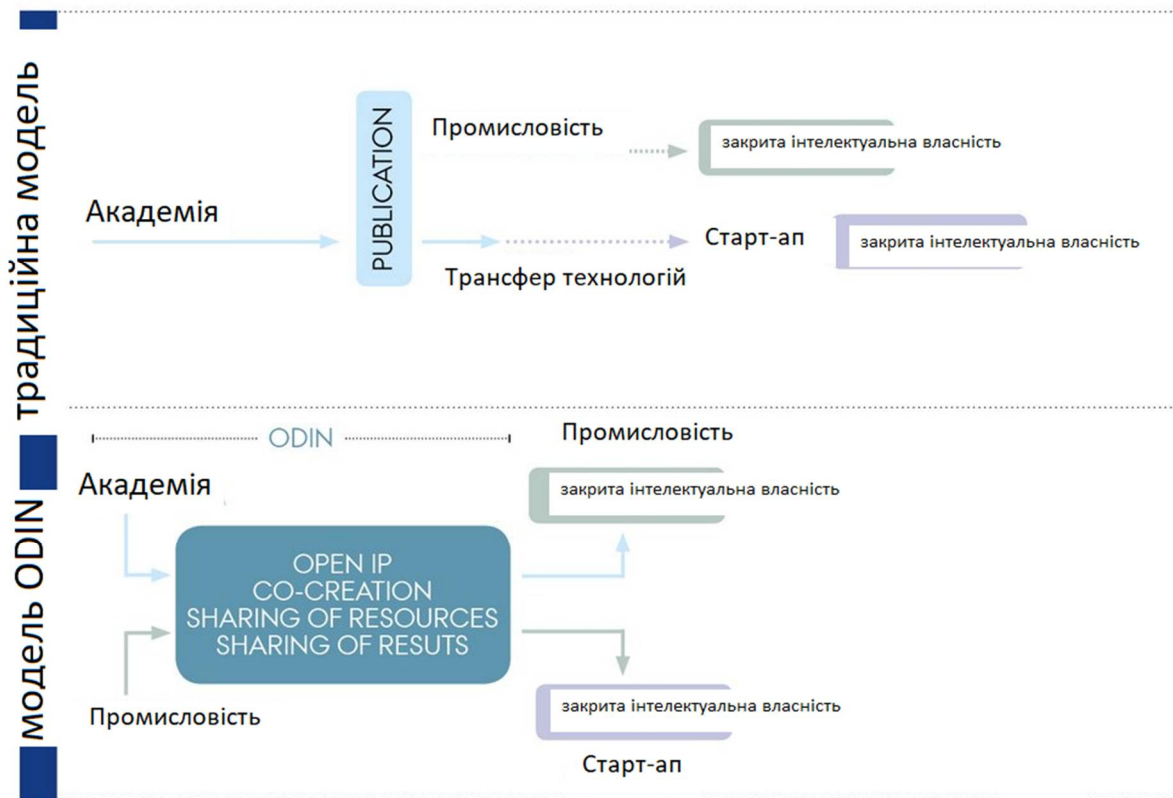 традиційна модель
PUBLICATION
Промисловість
закрита інтелектуальна власність
Академія
Старт-ап
закрита інтелектуальна власність
Трансфер технологій
модель ODIN
ODIN
Промисловість
Академія
закрита інтелектуальна власність
OPEN IP
CO-CREATION
SHARING OF RESOURCES
SHARING OF RESUTS
Промисловість
закрита інтелектуальна власність
Старт-ап